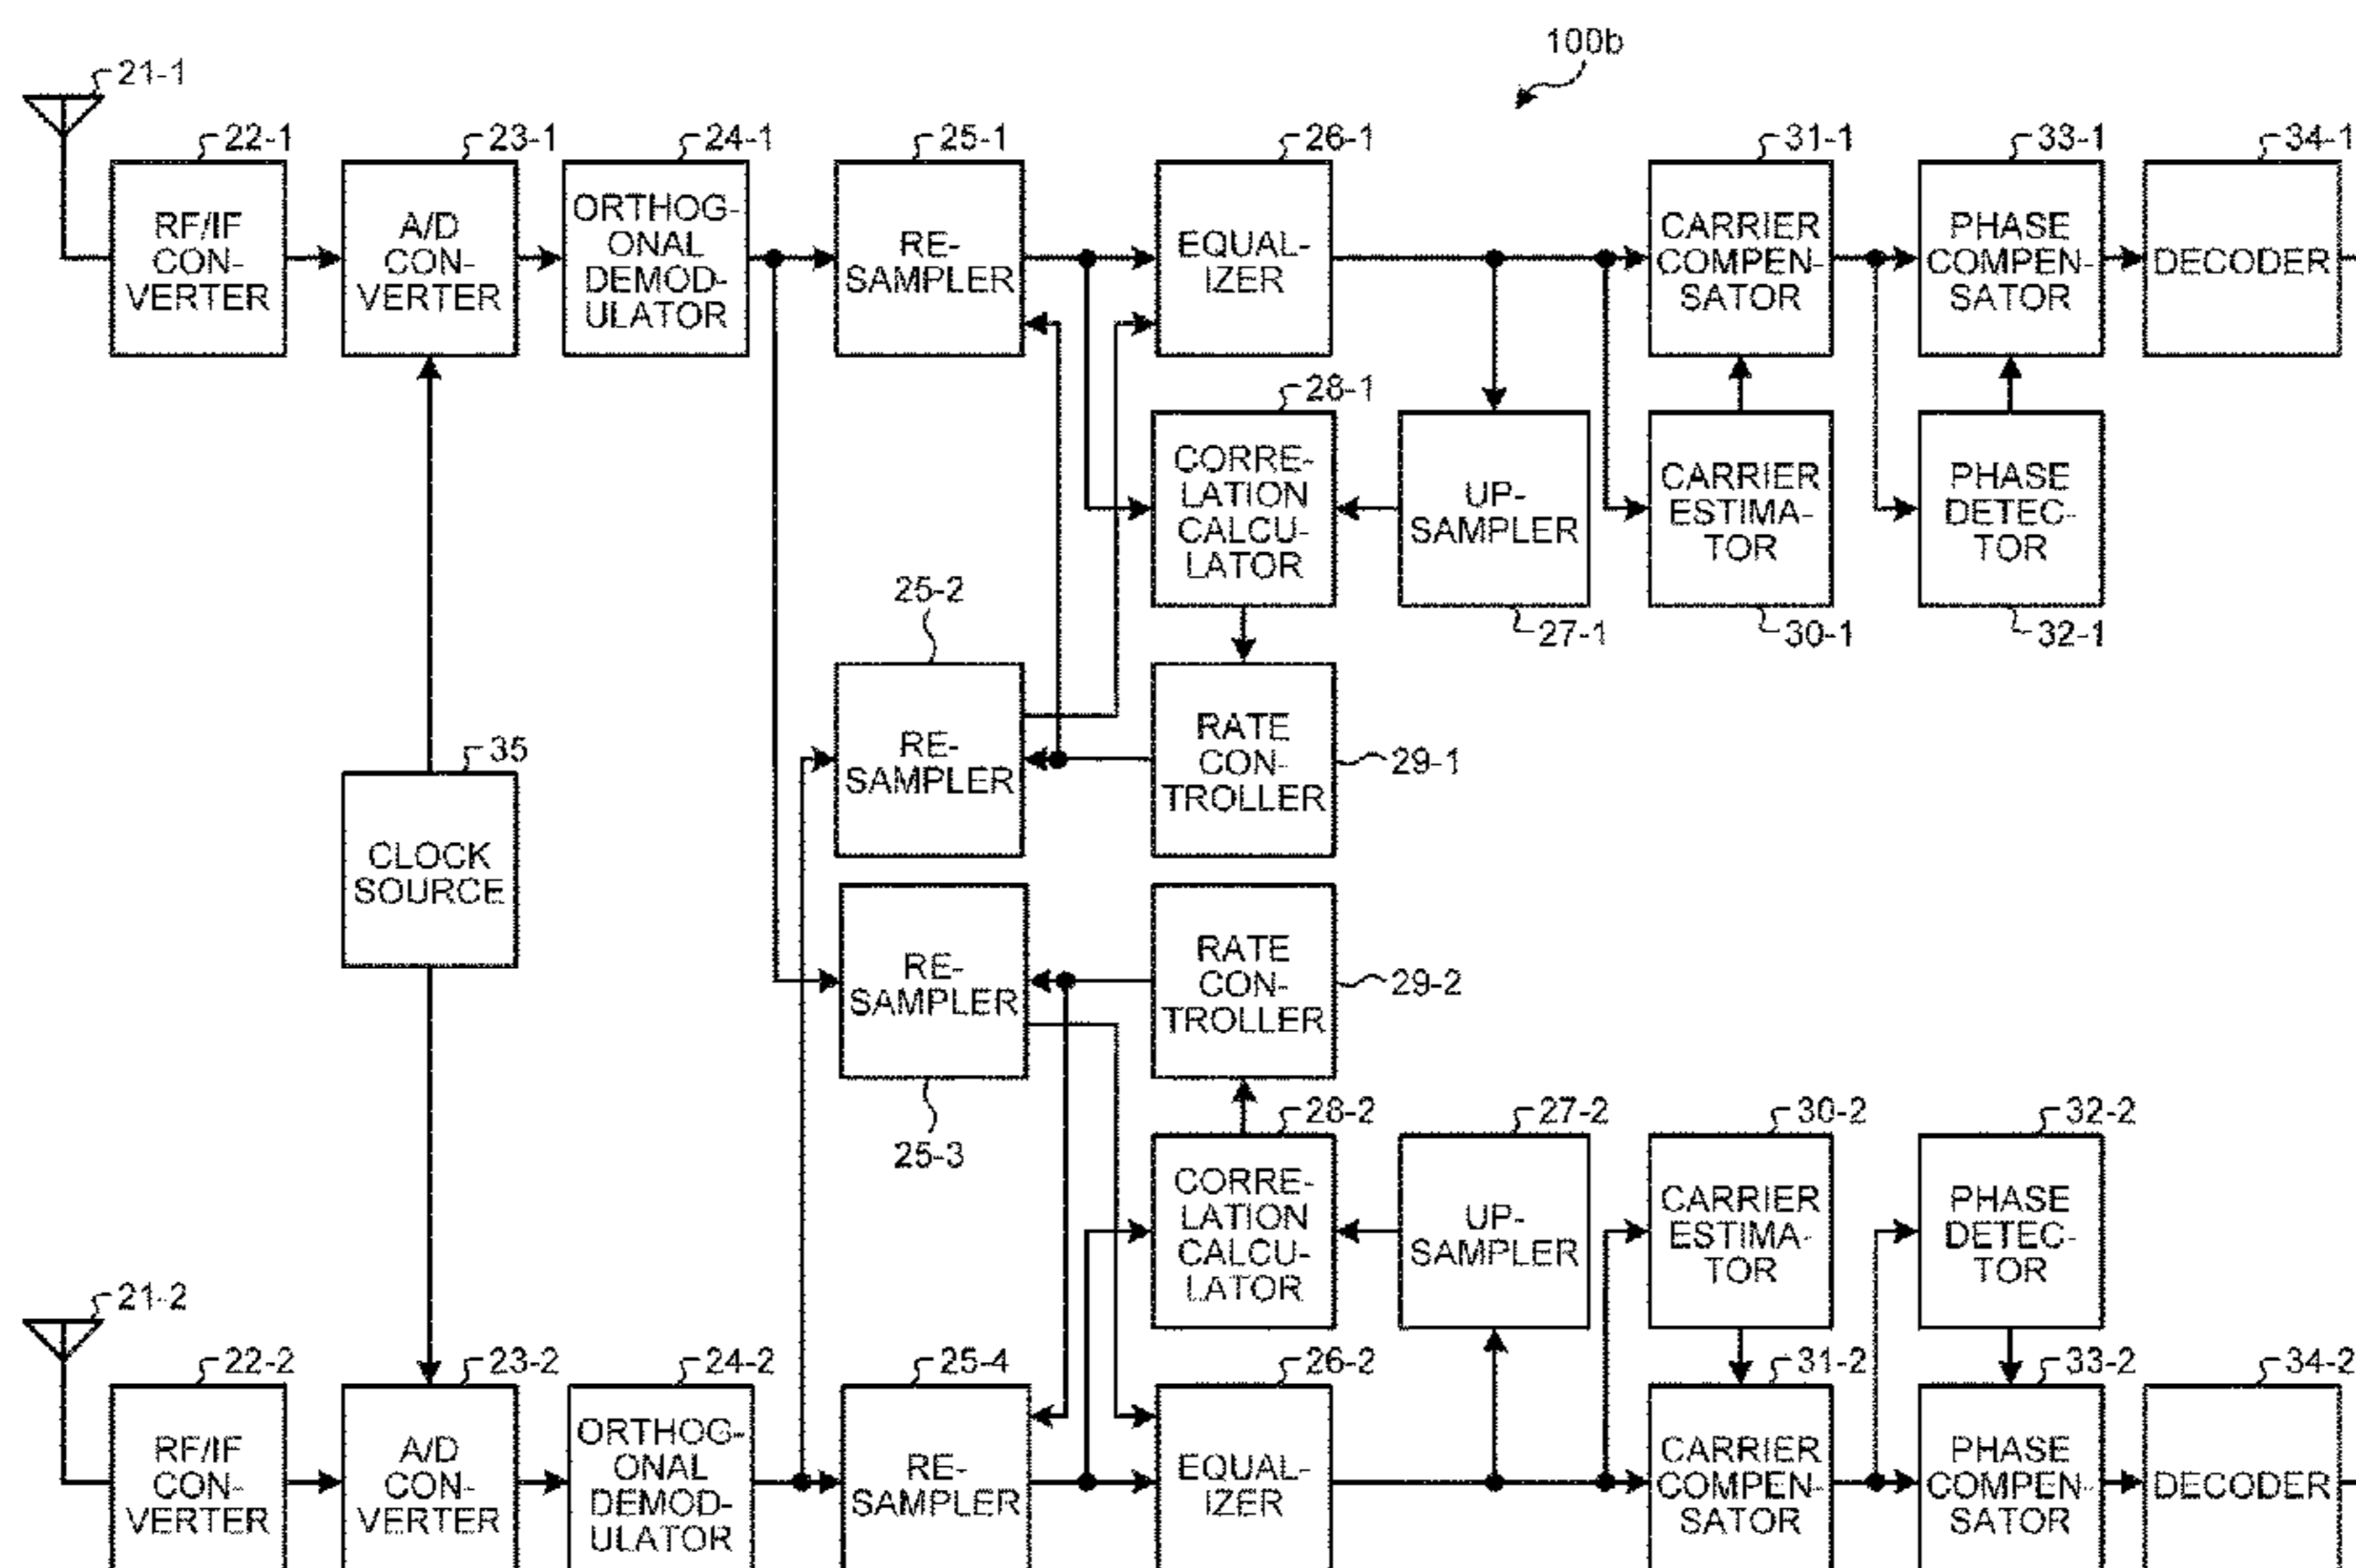 100b
21-1
22-1
23-1
24-1
25-1
26-1
31-1
33-1
34-1
RF/IF
CON-
VERTER
A/D
CON-
VERTER
ORTHOG-
ONAL
DEMOD-
ULATOR
RE-
SAMPLER
EQUAL-
IZER
CARRIER
COMPEN-
SATOR
PHASE
COMPEN-
SATOR
DECODER
28-1
CORRE-
LATION
CALCU-
LATOR
UP-
SAMPLER
CARRIER
ESTIMA-
TOR
PHASE
DETEC-
TOR
27-1
30-1
32-1
25-2
RE-
SAMPLER
RATE
CON-
TROLLER
29-1
35
CLOCK
SOURCE
RE-
SAMPLER
25-3
RATE
CON-
TROLLER
29-2
28-2
27-2
30-2
32-2
CORRE-
LATION
CALCU-
LATOR
UP-
SAMPLER
CARRIER
ESTIMA-
TOR
PHASE
DETEC-
TOR
21-2
22-2
23-2
24-2
25-4
26-2
31-2
33-2
34-2
RF/IF
CON-
VERTER
A/D
CON-
VERTER
ORTHOG-
ONAL
DEMOD-
ULATOR
RE-
SAMPLER
EQUAL-
IZER
CARRIER
COMPEN-
SATOR
PHASE
COMPEN-
SATOR
DECODER